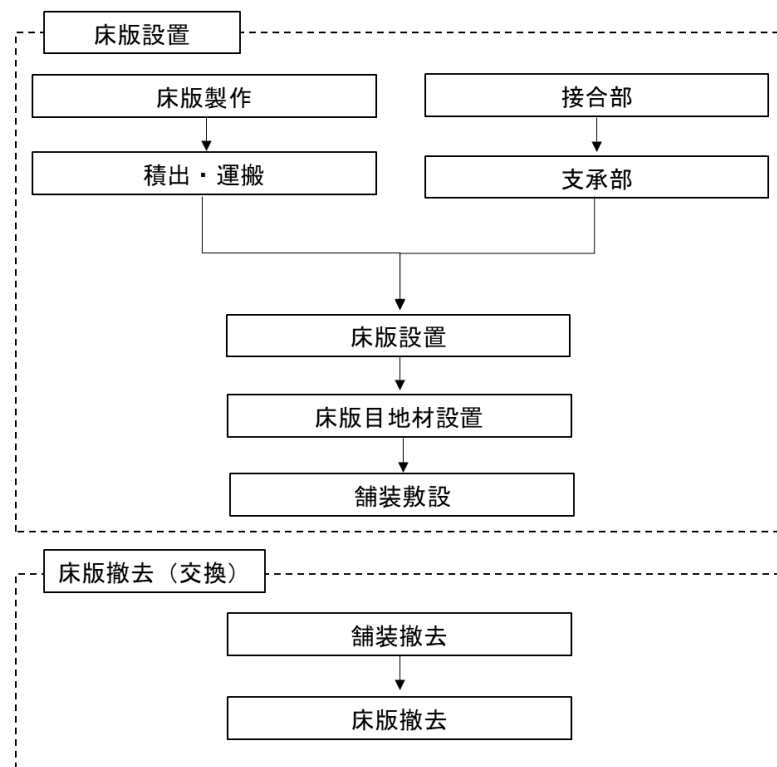 床版設置
床版製作
接合部
積出・運搬
支承部
床版設置
床版目地材設置
舗装敷設
床版撤去（交換）
舗装撤去
床版撤去